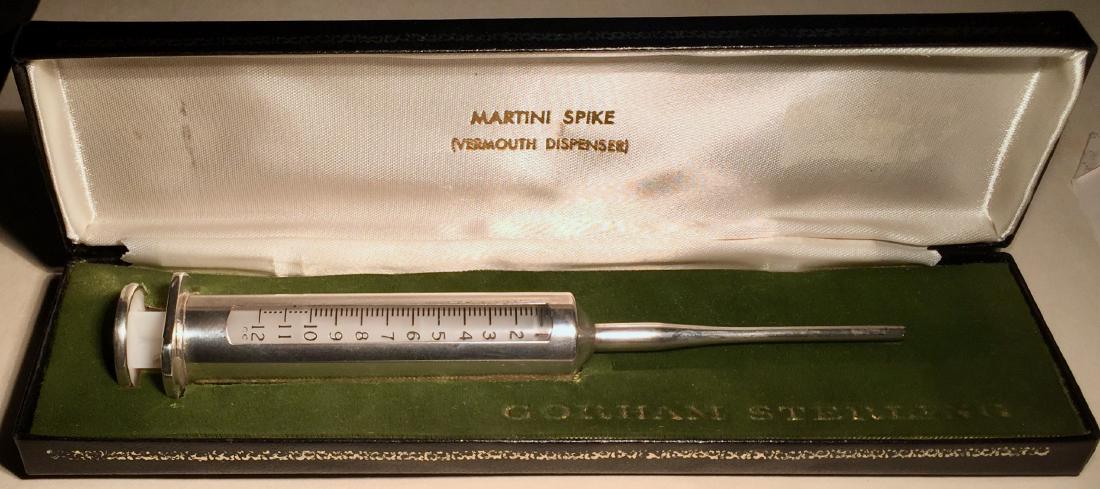 MARTINI SPIKE
(VERMOUTH DISPENSER)
12 11 10 9 8 7 6 5 4 3 2
cc
GORHAM STERLING